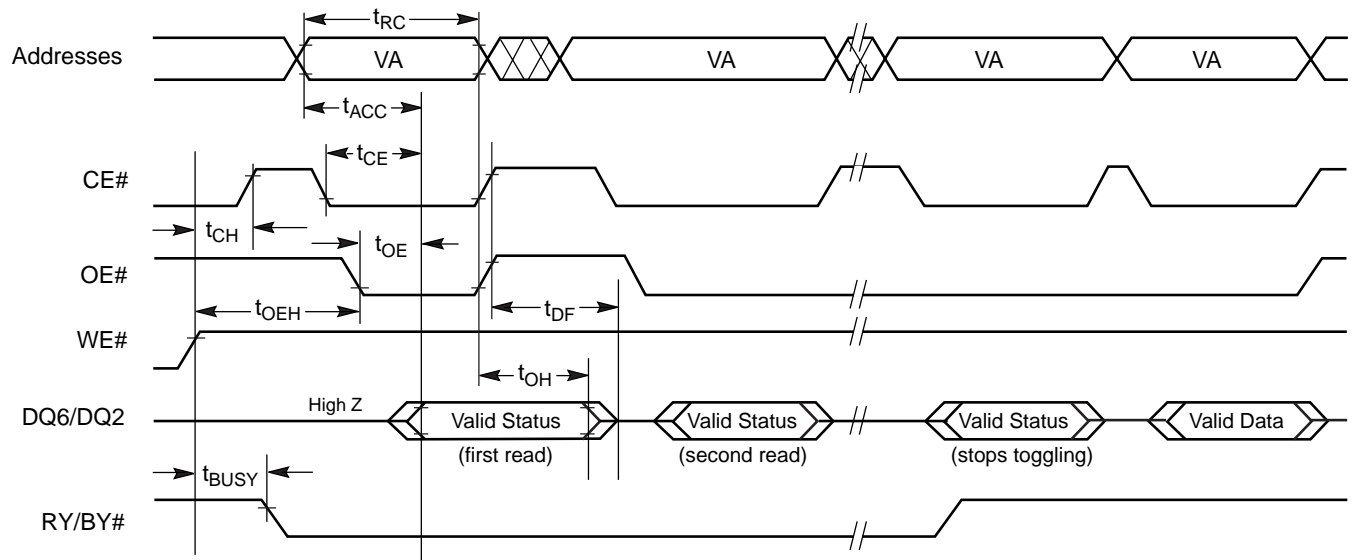 tRC
Addresses VA VA VA VA
tACC
tCE
CE#
tCH tOE
OE#
tOEH tDF
WE#
tOH
High Z
DQ6/DQ2 Valid Status Valid Status Valid Status Valid Data
(first read) (second read) (stops toggling)
tBUSY
RY/BY#